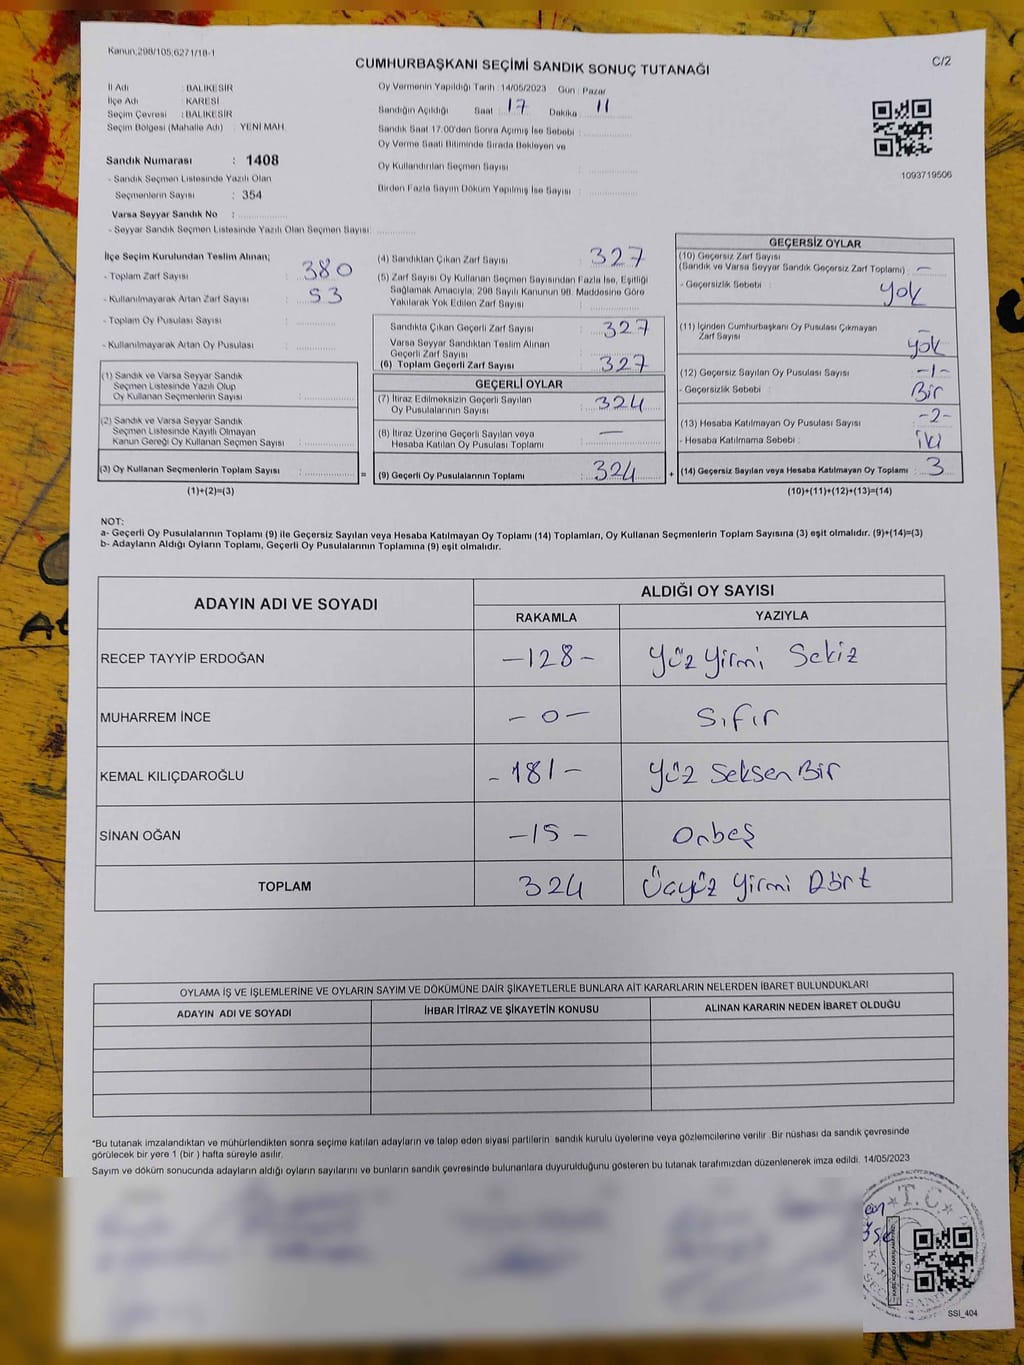 Kanun.298/105,6271/18-1
CUMHURBAŞKANI SEÇİMİ SANDIK SONUÇ TUTANAĞI
C/2
İl Adı : BALIKESİR
İlçe Adı : KARESİ
Seçim Çevresi : BALIKESİR
Seçim Bölgesi (Mahalle Adı) : YENİ MAH.
Oy Vermenin Yapıldığı Tarih : 14/05/2023 Gün : Pazar
Sandığın Açıldığı Saat : 17 Dakika : 11
Sandık Saat 17:00'den Sonra Açımış İse Sebebi :
Oy Verme Saati Bitiminde Sırada Bekleyen ve
Oy Kullandırılan Seçmen Sayısı :
Birden Fazla Sayım Döküm Yapılmış İse Sayısı :
1093719506
Sandık Numarası : 1408
- Sandık Seçmen Listesinde Yazılı Olan
Seçmenlerin Sayısı : 354
Varsa Seyyar Sandık No :
- Seyyar Sandık Seçmen Listesinde Yazılı Olan Seçmen Sayısı:
İlçe Seçim Kurulundan Teslim Alınan;
- Toplam Zarf Sayısı : 380
- Kullanılmayarak Artan Zarf Sayısı : 53
- Toplam Oy Pusulası Sayısı :
- Kullanılmayarak Artan Oy Pusulası :
(1) Sandık ve Varsa Seyyar Sandık
Seçmen Listesinde Yazılı Olup
Oy Kullanan Seçmenlerin Sayısı :
(2) Sandık ve Varsa Seyyar Sandık
Seçmen Listesinde Kayıtlı Olmayan
Kanun Gereği Oy Kullanan Seçmen Sayısı :
(3) Oy Kullanan Seçmenlerin Toplam Sayısı : =
(1)+(2)=(3)
(4) Sandıktan Çıkan Zarf Sayısı : 327
(5) Zarf Sayısı Oy Kullanan Seçmen Sayısından Fazla İse, Eşitliği
Sağlamak Amacıyla; 298 Sayılı Kanunun 98. Maddesine Göre
Yakılarak Yok Edilen Zarf Sayısı :
Sandıkta Çıkan Geçerli Zarf Sayısı : 327
Varsa Seyyar Sandıktan Teslim Alınan
Geçerli Zarf Sayısı :
(6) Toplam Geçerli Zarf Sayısı : 327
GEÇERLİ OYLAR
(7) İtiraz Edilmeksizin Geçerli Sayılan
Oy Pusulalarının Sayısı : 324
(8) İtiraz Üzerine Geçerli Sayılan veya
Hesaba Katılan Oy Pusulalarının Toplamı : —
(9) Geçerli Oy Pusulalarının Toplamı : 324 +
GEÇERSİZ OYLAR
(10) Geçersiz Zarf Sayısı
(Sandık ve Varsa Seyyar Sandık Geçersiz Zarf Toplamı) : —
- Geçersizlik Sebebi : yok
(11) İçinden Cumhurbaşkanı Oy Pusulası Çıkmayan
Zarf Sayısı : — yok
(12) Geçersiz Sayılan Oy Pusulası Sayısı : -1-
- Geçersizlik Sebebi : Bir
(13) Hesaba Katılmayan Oy Pusulası Sayısı : -2-
- Hesaba Katılmama Sebebi : iki
(14) Geçersiz Sayılan veya Hesaba Katılmayan Oy Toplamı : 3
(10)+(11)+(12)+(13)=(14)
NOT:
a- Geçerli Oy Pusulalarının Toplamı (9) ile Geçersiz Sayılan veya Hesaba Katılmayan Oy Toplamı (14) Toplamları, Oy Kullanan Seçmenlerin Toplam Sayısına (3) eşit olmalıdır. (9)+(14)=(3)
b- Adayların Aldığı Oyların Toplamı, Geçerli Oy Pusulalarının Toplamına (9) eşit olmalıdır.
ADAYIN ADI VE SOYADI
ALDIĞI OY SAYISI
RAKAMLA YAZIYLA
RECEP TAYYİP ERDOĞAN -128- Yüz Yirmi Sekiz
MUHARREM İNCE -0- Sıfır
KEMAL KILIÇDAROĞLU -181- Yüz Seksen Bir
SİNAN OĞAN -15- Onbeş
TOPLAM 324 Üçyüz Yirmi Dört
OYLAMA İŞ VE İŞLEMLERİNE VE OYLARIN SAYIM VE DÖKÜMÜNE DAİR ŞİKAYETLERLE BUNLARA AİT KARARLARIN NELERDEN İBARET BULUNDUKLARI
ADAYIN ADI VE SOYADI İHBAR İTİRAZ VE ŞİKAYETİN KONUSU ALINAN KARARIN NEDEN İBARET OLDUĞU
*Bu tutanak imzalandıktan ve mühürlendikten sonra seçime katılan adayların ve talep eden siyasi partilerin sandık kurulu üyelerine veya gözlemcilerine verilir .Bir nüshası da sandık çevresinde
görülecek bir yere 1 (bir ) hafta süreyle asılır.
Sayım ve döküm sonucunda adayların aldığı oyların sayılarını ve bunların sandık çevresinde bulunanlara duyurulduğunu gösteren bu tutanak tarafımızdan düzenlenerek imza edildi. 14/05/2023
T.C.
SSİ_404